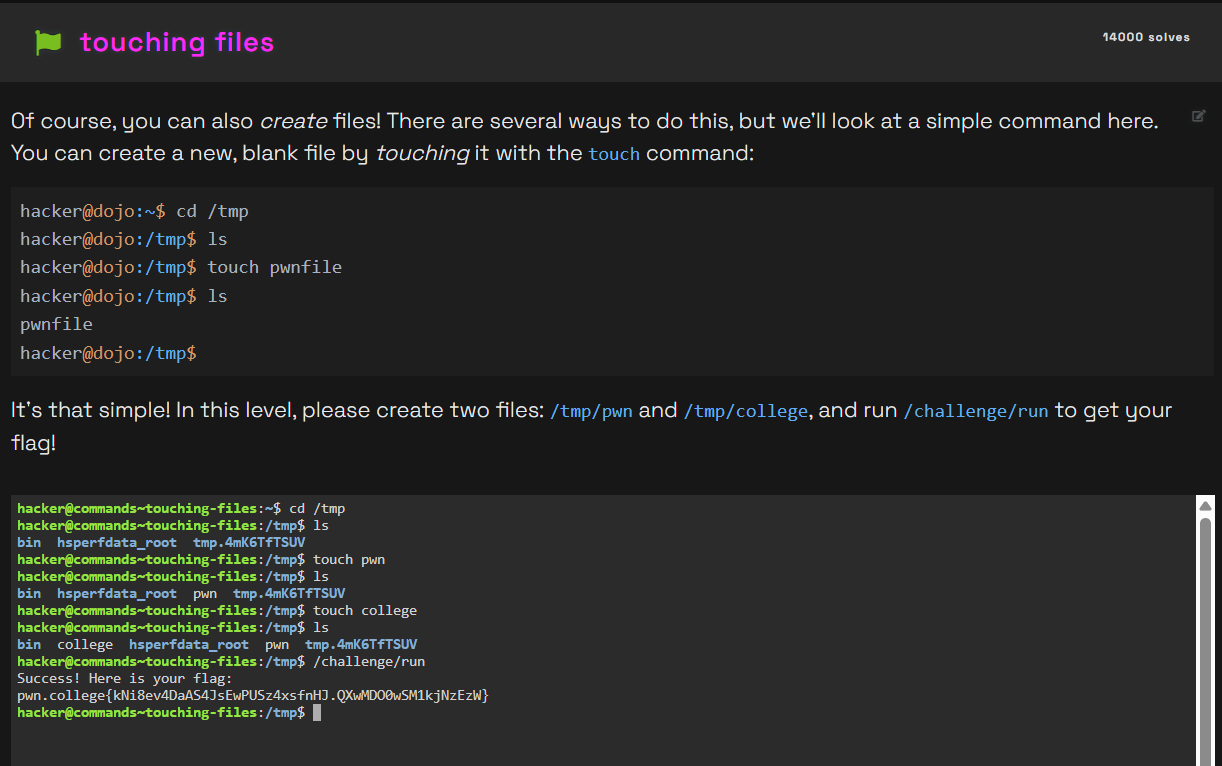 touching files
14000 solves
Of course, you can also create files! There are several ways to do this, but we'll look at a simple command here.
You can create a new, blank file by touching it with the touch command:
hacker@dojo:~$ cd /tmp
hacker@dojo:/tmp$ ls
hacker@dojo:/tmp$ touch pwnfile
hacker@dojo:/tmp$ ls
pwnfile
hacker@dojo:/tmp$
It's that simple! In this level, please create two files: /tmp/pwn and /tmp/college, and run /challenge/run to get your
flag!
hacker@commands~touching-files:~$ cd /tmp
hacker@commands~touching-files:/tmp$ ls
bin  hsperfdata_root  tmp.4mK6TfTSUV
hacker@commands~touching-files:/tmp$ touch pwn
hacker@commands~touching-files:/tmp$ ls
bin  hsperfdata_root  pwn  tmp.4mK6TfTSUV
hacker@commands~touching-files:/tmp$ touch college
hacker@commands~touching-files:/tmp$ ls
bin  college  hsperfdata_root  pwn  tmp.4mK6TfTSUV
hacker@commands~touching-files:/tmp$ /challenge/run
Success! Here is your flag:
pwn.college{kNi8ev4DaAS4JsEwPUSz4xsfnHJ.QXwMDO0wSM1kjNzEzW}
hacker@commands~touching-files:/tmp$